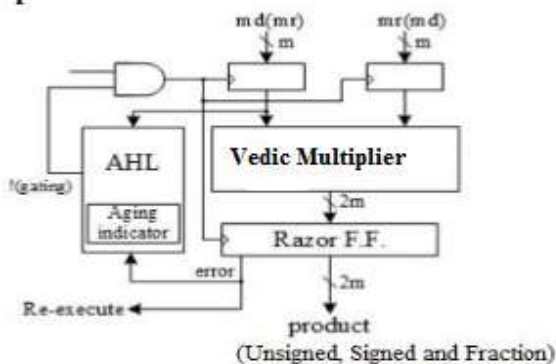 md(mr) mr(md)
m m
AHL
Vedic Multiplier
!(gating)
Aging
indicator
2m
Razor F.F.
error
2m
Re-execute
product
(Unsigned, Signed and Fraction)